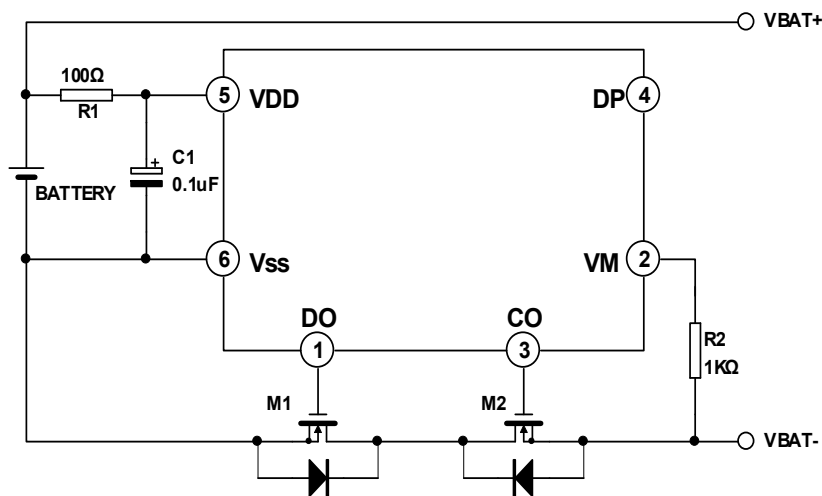 VBAT+
100Ω
R1
5
VDD
DP
4
C1
+
0.1uF
BATTERY
6
Vss
VM
2
DO
CO
1
3
R2
1KΩ
M1
M2
VBAT-